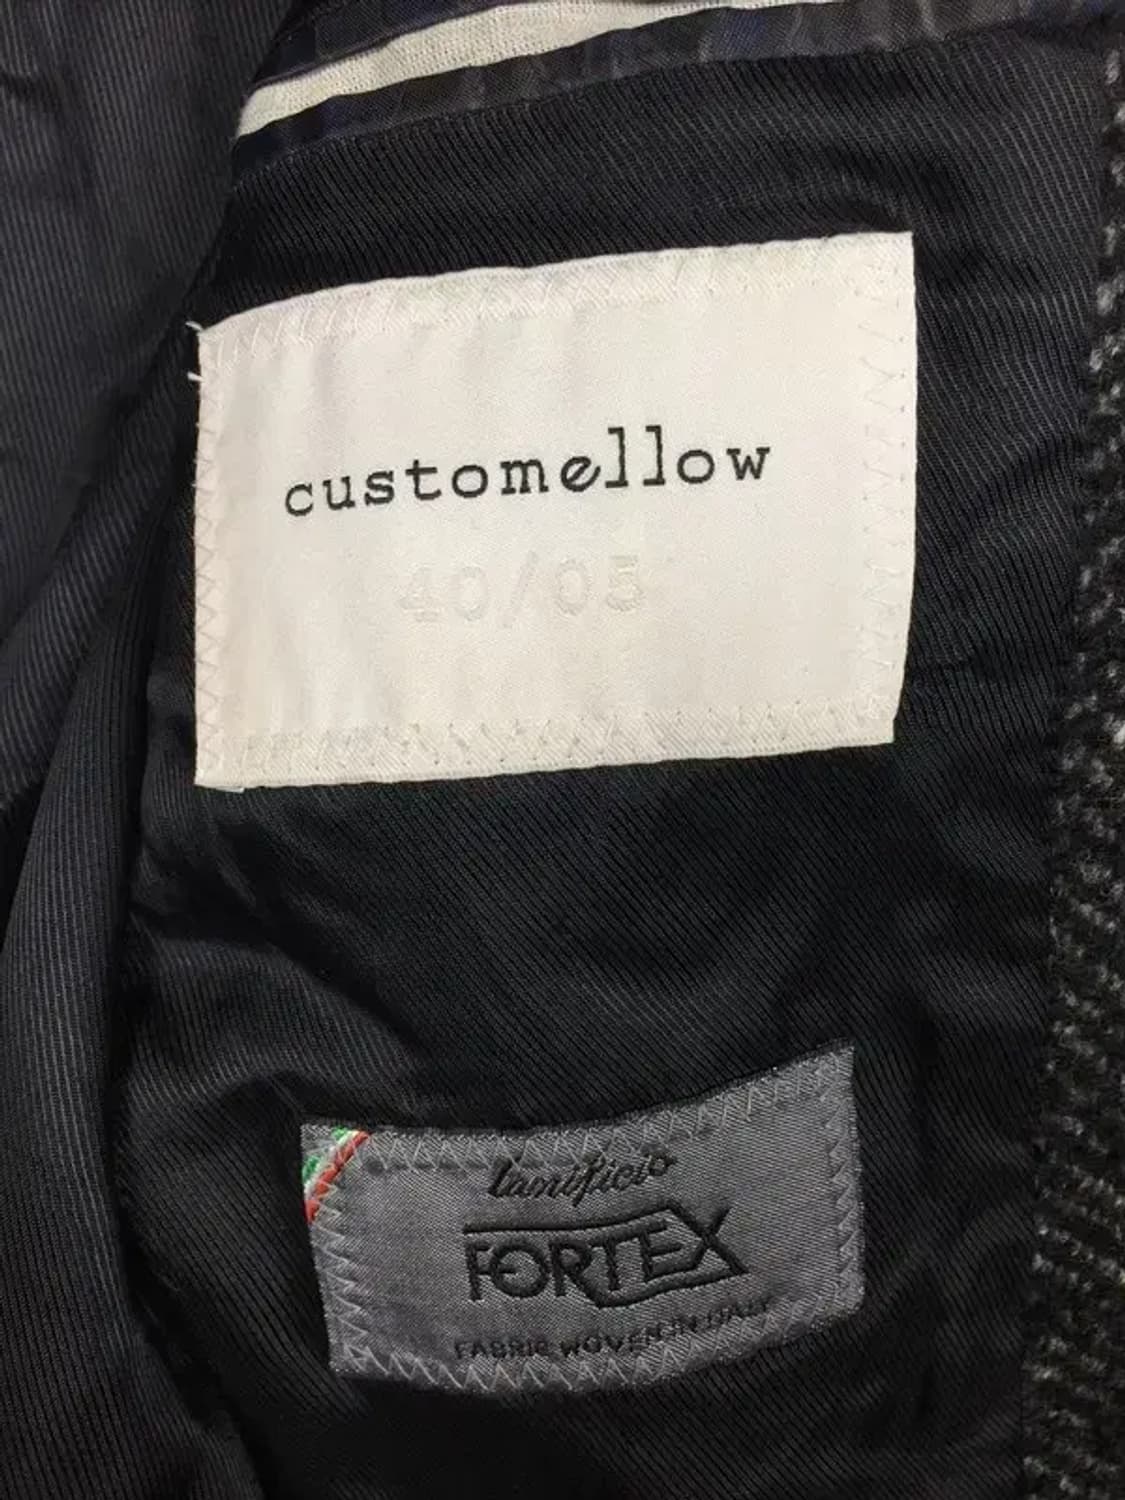 customellow
40/05
lanificio
FORTEX
FABRIC WOVEN IN ITALY